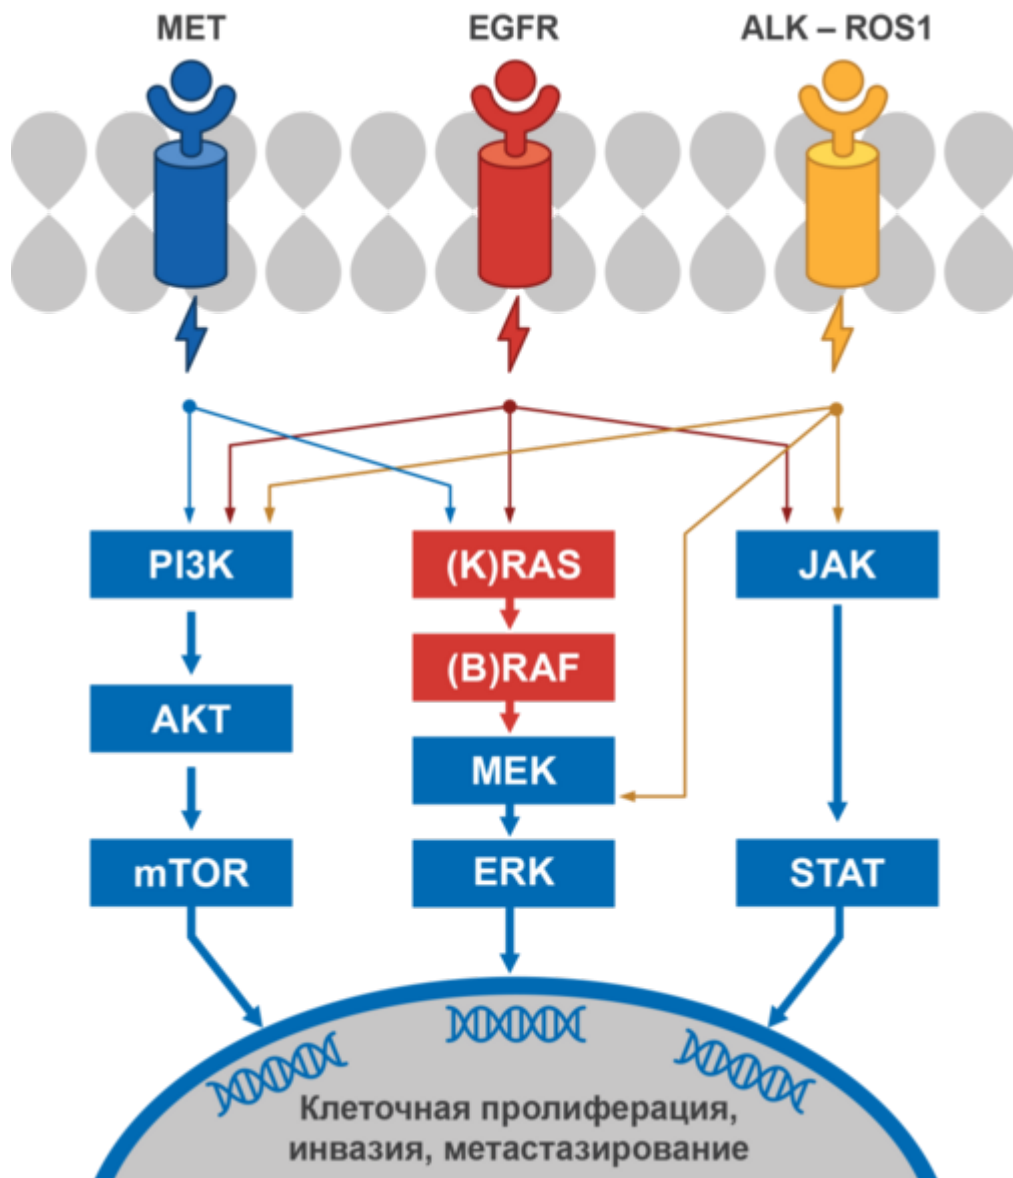 MET
EGFR
ALK – ROS1
PI3K
(K)RAS
JAK
(B)RAF
AKT
MEK
mTOR
ERK
STAT
Клеточная пролиферация,
инвазия, метастазирование